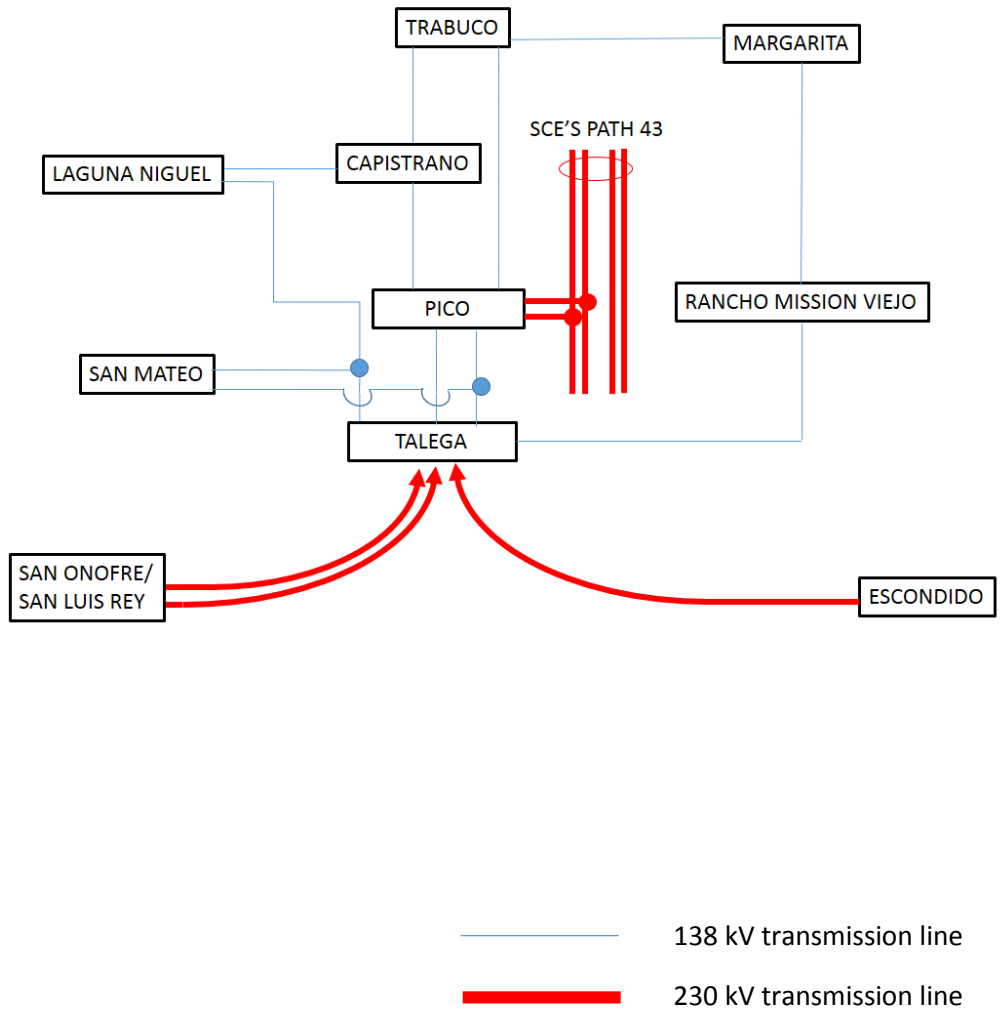 TRABUCO
MARGARITA
SCE'S PATH 43
CAPISTRANO
LAGUNA NIGUEL
PICO
RANCHO MISSION VIEJO
SAN MATEO
TALEGA
SAN ONOFRE/
SAN LUIS REY
ESCONDIDO
138 kV transmission line
230 kV transmission line